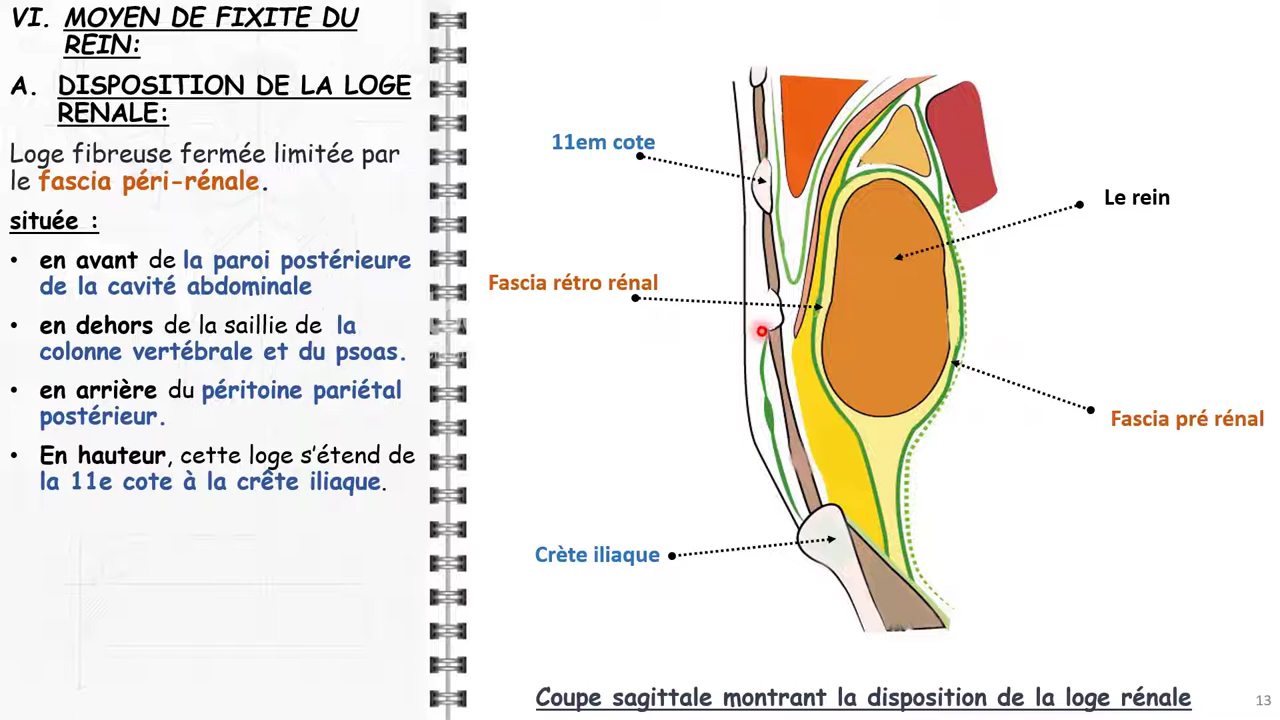 VI. MOYEN DE FIXITE DU
REIN:
A. DISPOSITION DE LA LOGE
RENALE:
Loge fibreuse fermée limitée par
le fascia péri-rénale.
située :
• en avant de la paroi postérieure
de la cavité abdominale
• en dehors de la saillie de la
colonne vertébrale et du psoas.
• en arrière du péritoine pariétal
postérieur.
• En hauteur, cette loge s'étend de
la 11e cote à la crête iliaque.
11em cote
Le rein
Fascia rétro rénal
Fascia pré rénal
Crète iliaque
Coupe sagittale montrant la disposition de la loge rénale
13